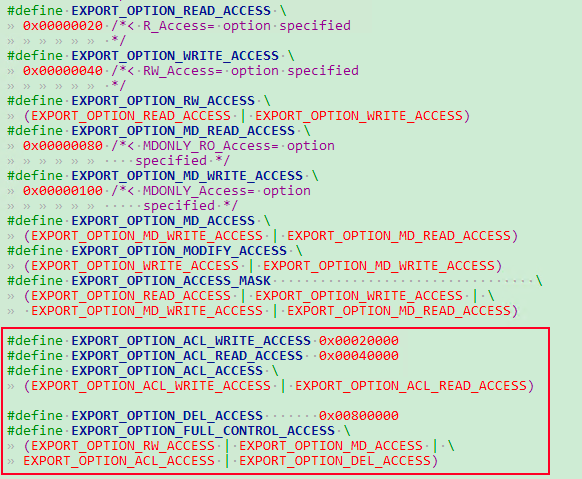 #define EXPORT_OPTION_READ_ACCESS \
0x00000020 /*< R_Access= option specified
*/
#define EXPORT_OPTION_WRITE_ACCESS \
0x00000040 /*< RW_Access= option specified
*/
#define EXPORT_OPTION_RW_ACCESS \
(EXPORT_OPTION_READ_ACCESS | EXPORT_OPTION_WRITE_ACCESS)
#define EXPORT_OPTION_MD_READ_ACCESS \
0x00000080 /*< MDONLY_RO_Access= option
specified */
#define EXPORT_OPTION_MD_WRITE_ACCESS \
0x00000100 /*< MDONLY_Access= option
specified */
#define EXPORT_OPTION_MD_ACCESS \
(EXPORT_OPTION_MD_WRITE_ACCESS | EXPORT_OPTION_MD_READ_ACCESS)
#define EXPORT_OPTION_MODIFY_ACCESS \
(EXPORT_OPTION_WRITE_ACCESS | EXPORT_OPTION_MD_WRITE_ACCESS)
#define EXPORT_OPTION_ACCESS_MASK \
(EXPORT_OPTION_READ_ACCESS | EXPORT_OPTION_WRITE_ACCESS | \
EXPORT_OPTION_MD_WRITE_ACCESS | EXPORT_OPTION_MD_READ_ACCESS)
#define EXPORT_OPTION_ACL_WRITE_ACCESS 0x00020000
#define EXPORT_OPTION_ACL_READ_ACCESS 0x00040000
#define EXPORT_OPTION_ACL_ACCESS \
(EXPORT_OPTION_ACL_WRITE_ACCESS | EXPORT_OPTION_ACL_READ_ACCESS)
#define EXPORT_OPTION_DEL_ACCESS 0x00800000
#define EXPORT_OPTION_FULL_CONTROL_ACCESS \
(EXPORT_OPTION_RW_ACCESS | EXPORT_OPTION_MD_ACCESS | \
EXPORT_OPTION_ACL_ACCESS | EXPORT_OPTION_DEL_ACCESS)